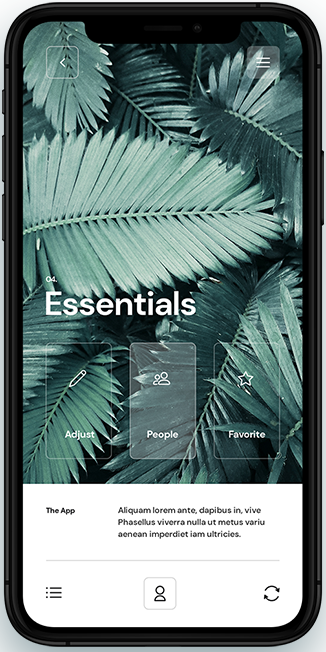 04.
Essentials
Adjust
People
Favorite
The App
Aliquam lorem ante, dapibus in, vive
Phasellus viverra nulla ut metus variu
aenean imperdiet iam ultricies.